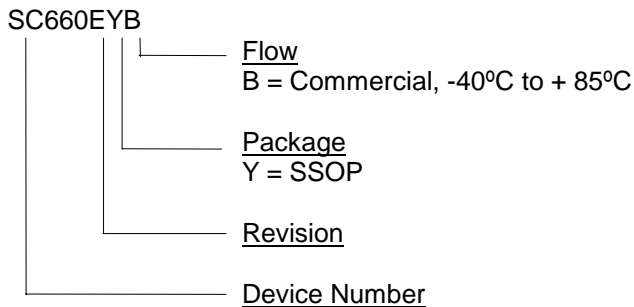 SC660EYB
Flow
B = Commercial, -40ºC to + 85ºC
Package
Y = SSOP
Revision
Device Number